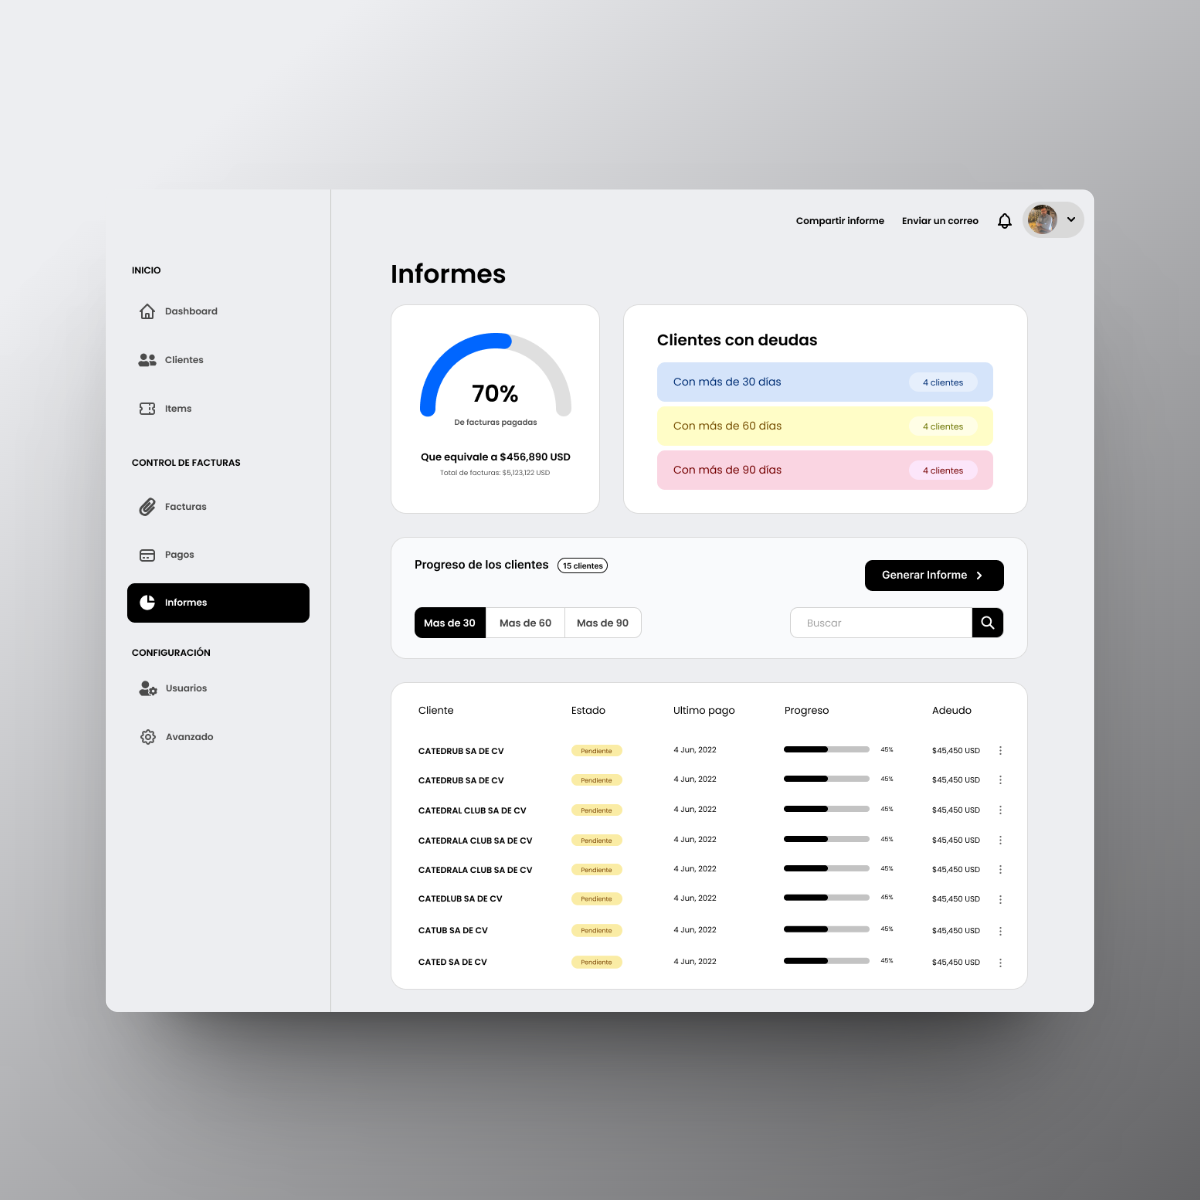 Compartir informe
Enviar un correo
INICIO
Dashboard
Clientes
Items
CONTROL DE FACTURAS
Facturas
Pagos
Informes
CONFIGURACIÓN
Usuarios
Avanzado
Informes
70%
De facturas pagadas
Que equivale a $456,890 USD
Total de facturas: $5,123,122 USD
Clientes con deudas
Con más de 30 días 4 clientes
Con más de 60 días 4 clientes
Con más de 90 días 4 clientes
Progreso de los clientes 15 clientes
Generar Informe
Mas de 30 Mas de 60 Mas de 90
Buscar
Cliente Estado Ultimo pago Progreso Adeudo
CATEDRUB SA DE CV Pendiente 4 Jun, 2022 45% $45,450 USD
CATEDRUB SA DE CV Pendiente 4 Jun, 2022 45% $45,450 USD
CATEDRAL CLUB SA DE CV Pendiente 4 Jun, 2022 45% $45,450 USD
CATEDRALA CLUB SA DE CV Pendiente 4 Jun, 2022 45% $45,450 USD
CATEDRALA CLUB SA DE CV Pendiente 4 Jun, 2022 45% $45,450 USD
CATEDLUB SA DE CV Pendiente 4 Jun, 2022 45% $45,450 USD
CATUB SA DE CV Pendiente 4 Jun, 2022 45% $45,450 USD
CATED SA DE CV Pendiente 4 Jun, 2022 45% $45,450 USD